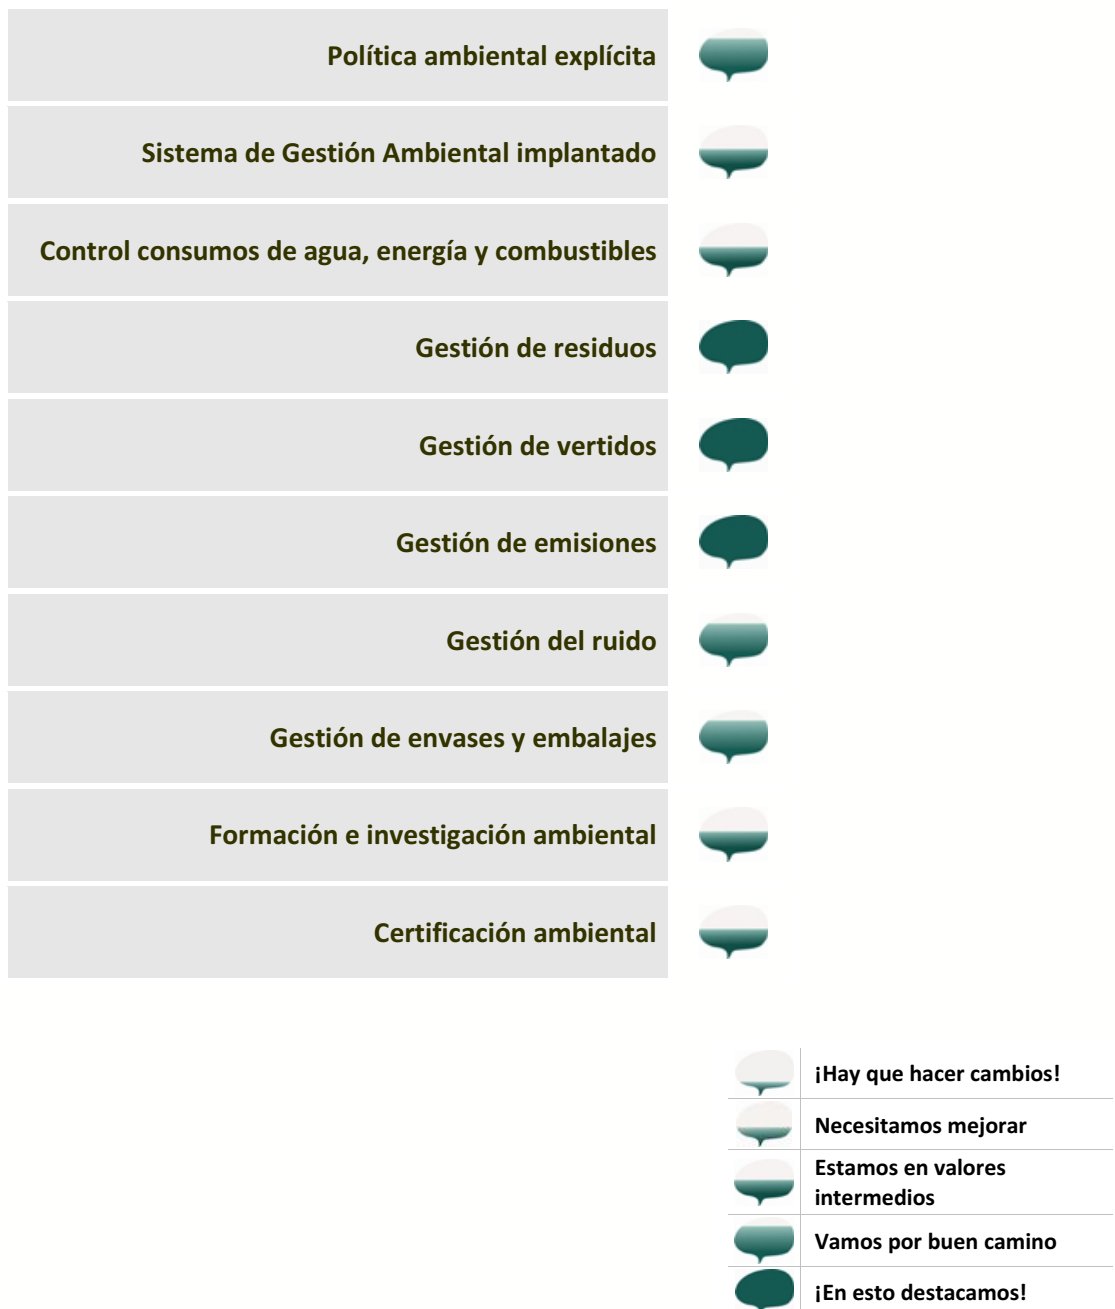 Política ambiental explícita
Sistema de Gestión Ambiental implantado
Control consumos de agua, energía y combustibles
Gestión de residuos
Gestión de vertidos
Gestión de emisiones
Gestión del ruido
Gestión de envases y embalajes
Formación e investigación ambiental
Certificación ambiental
¡Hay que hacer cambios!
Necesitamos mejorar
Estamos en valores
intermedios
Vamos por buen camino
¡En esto destacamos!